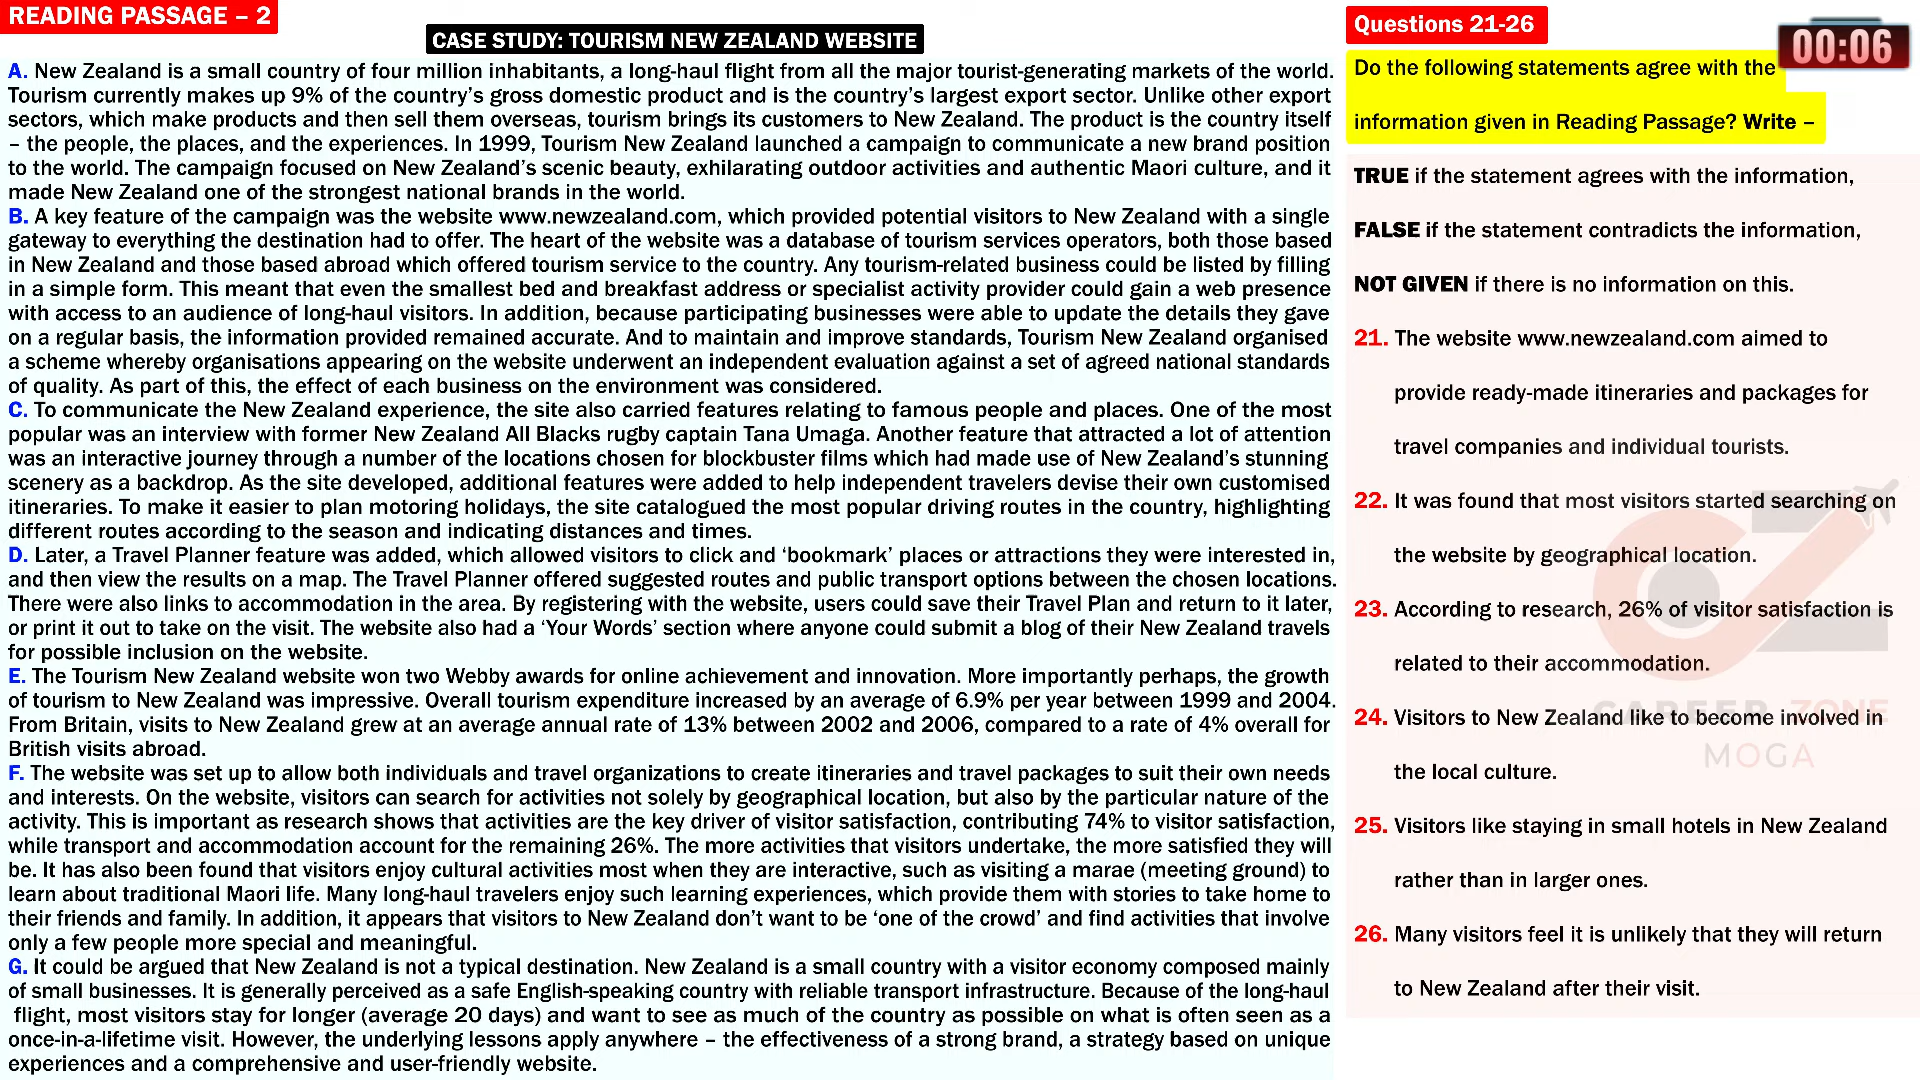 READING PASSAGE – 2
CASE STUDY: TOURISM NEW ZEALAND WEBSITE
A. New Zealand is a small country of four million inhabitants, a long-haul flight from all the major tourist-generating markets of the world.
Tourism currently makes up 9% of the country’s gross domestic product and is the country’s largest export sector. Unlike other export
sectors, which make products and then sell them overseas, tourism brings its customers to New Zealand. The product is the country itself
– the people, the places, and the experiences. In 1999, Tourism New Zealand launched a campaign to communicate a new brand position
to the world. The campaign focused on New Zealand’s scenic beauty, exhilarating outdoor activities and authentic Maori culture, and it
made New Zealand one of the strongest national brands in the world.
B. A key feature of the campaign was the website www.newzealand.com, which provided potential visitors to New Zealand with a single
gateway to everything the destination had to offer. The heart of the website was a database of tourism services operators, both those based
in New Zealand and those based abroad which offered tourism service to the country. Any tourism-related business could be listed by filling
in a simple form. This meant that even the smallest bed and breakfast address or specialist activity provider could gain a web presence
with access to an audience of long-haul visitors. In addition, because participating businesses were able to update the details they gave
on a regular basis, the information provided remained accurate. And to maintain and improve standards, Tourism New Zealand organised
a scheme whereby organisations appearing on the website underwent an independent evaluation against a set of agreed national standards
of quality. As part of this, the effect of each business on the environment was considered.
C. To communicate the New Zealand experience, the site also carried features relating to famous people and places. One of the most
popular was an interview with former New Zealand All Blacks rugby captain Tana Umaga. Another feature that attracted a lot of attention
was an interactive journey through a number of the locations chosen for blockbuster films which had made use of New Zealand’s stunning
scenery as a backdrop. As the site developed, additional features were added to help independent travelers devise their own customised
itineraries. To make it easier to plan motoring holidays, the site catalogued the most popular driving routes in the country, highlighting
different routes according to the season and indicating distances and times.
D. Later, a Travel Planner feature was added, which allowed visitors to click and ‘bookmark’ places or attractions they were interested in,
and then view the results on a map. The Travel Planner offered suggested routes and public transport options between the chosen locations.
There were also links to accommodation in the area. By registering with the website, users could save their Travel Plan and return to it later,
or print it out to take on the visit. The website also had a ‘Your Words’ section where anyone could submit a blog of their New Zealand travels
for possible inclusion on the website.
E. The Tourism New Zealand website won two Webby awards for online achievement and innovation. More importantly perhaps, the growth
of tourism to New Zealand was impressive. Overall tourism expenditure increased by an average of 6.9% per year between 1999 and 2004.
From Britain, visits to New Zealand grew at an average annual rate of 13% between 2002 and 2006, compared to a rate of 4% overall for
British visits abroad.
F. The website was set up to allow both individuals and travel organizations to create itineraries and travel packages to suit their own needs
and interests. On the website, visitors can search for activities not solely by geographical location, but also by the particular nature of the
activity. This is important as research shows that activities are the key driver of visitor satisfaction, contributing 74% to visitor satisfaction,
while transport and accommodation account for the remaining 26%. The more activities that visitors undertake, the more satisfied they will
be. It has also been found that visitors enjoy cultural activities most when they are interactive, such as visiting a marae (meeting ground) to
learn about traditional Maori life. Many long-haul travelers enjoy such learning experiences, which provide them with stories to take home to
their friends and family. In addition, it appears that visitors to New Zealand don’t want to be ‘one of the crowd’ and find activities that involve
only a few people more special and meaningful.
G. It could be argued that New Zealand is not a typical destination. New Zealand is a small country with a visitor economy composed mainly
of small businesses. It is generally perceived as a safe English-speaking country with reliable transport infrastructure. Because of the long-haul
flight, most visitors stay for longer (average 20 days) and want to see as much of the country as possible on what is often seen as a
once-in-a-lifetime visit. However, the underlying lessons apply anywhere – the effectiveness of a strong brand, a strategy based on unique
experiences and a comprehensive and user-friendly website.
Questions 21-26
00:06
Do the following statements agree with the
information given in Reading Passage? Write –
TRUE if the statement agrees with the information,
FALSE if the statement contradicts the information,
NOT GIVEN if there is no information on this.
21. The website www.newzealand.com aimed to
provide ready-made itineraries and packages for
travel companies and individual tourists.
22. It was found that most visitors started searching on
the website by geographical location.
23. According to research, 26% of visitor satisfaction is
related to their accommodation.
24. Visitors to New Zealand like to become involved in
the local culture.
25. Visitors like staying in small hotels in New Zealand
rather than in larger ones.
26. Many visitors feel it is unlikely that they will return
to New Zealand after their visit.
CAREER ZONE
MOGA